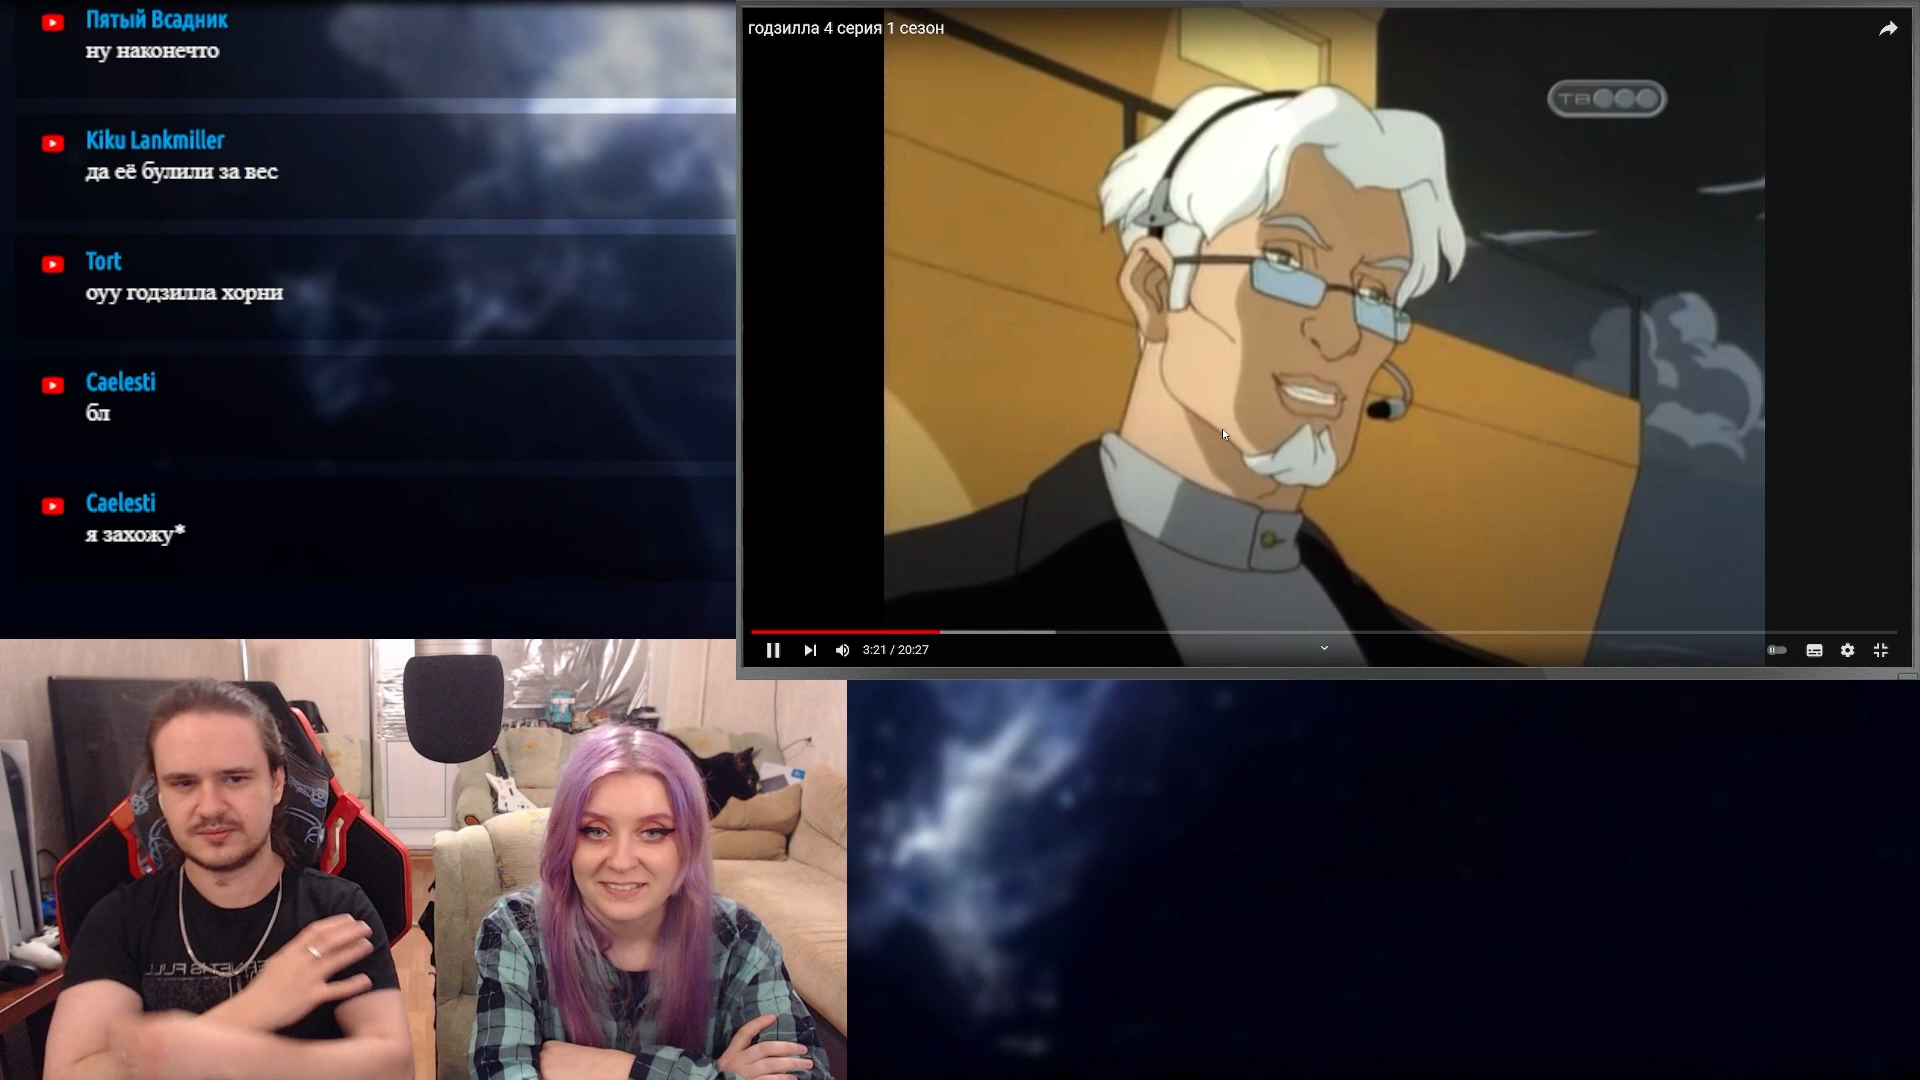 Пятый Всадник
ну наконечто
Kiku Lankmiller
да её булили за вес
Tort
оуу годзилла хорни
Caelesti
бл
Caelesti
я захожу*
годзилла 4 серия 1 сезон
ТВ
3:21 / 20:27